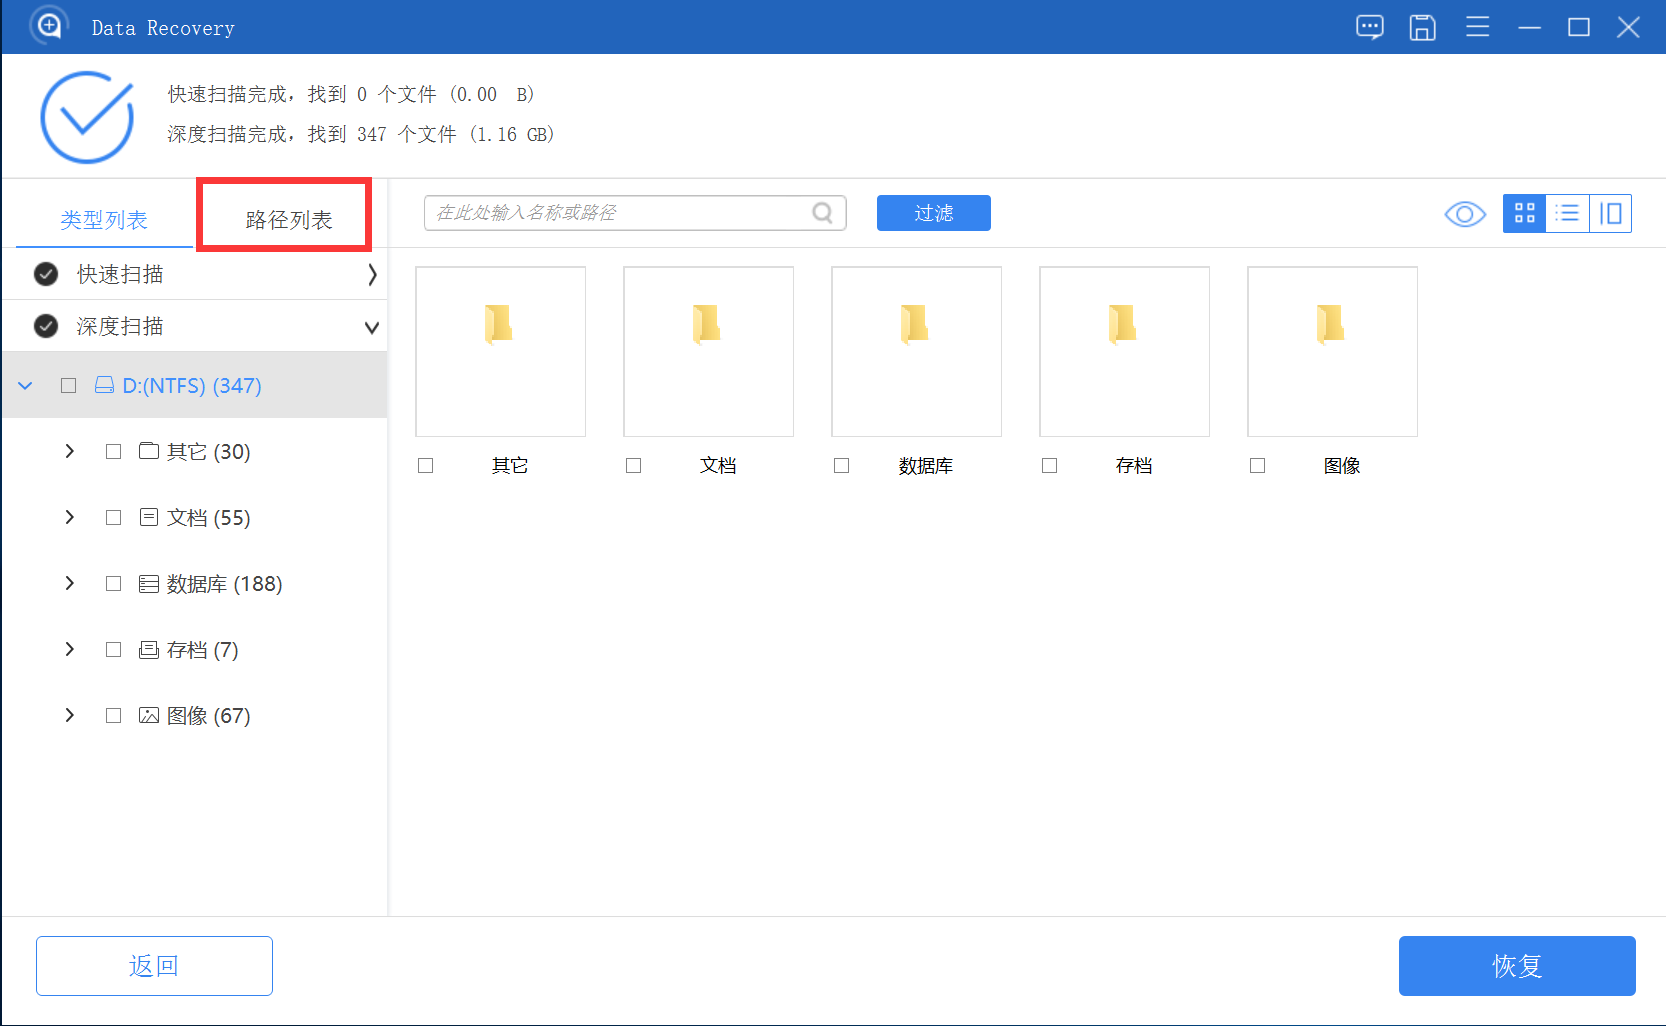 Data Recovery
快速扫描完成，找到 0 个文件 (0.00  B)
深度扫描完成，找到 347 个文件 (1.16 GB)
类型列表
路径列表
在此处输入名称或路径
过滤
快速扫描
深度扫描
D:(NTFS) (347)
其它 (30)
文档 (55)
数据库 (188)
存档 (7)
图像 (67)
其它
文档
数据库
存档
图像
返回
恢复